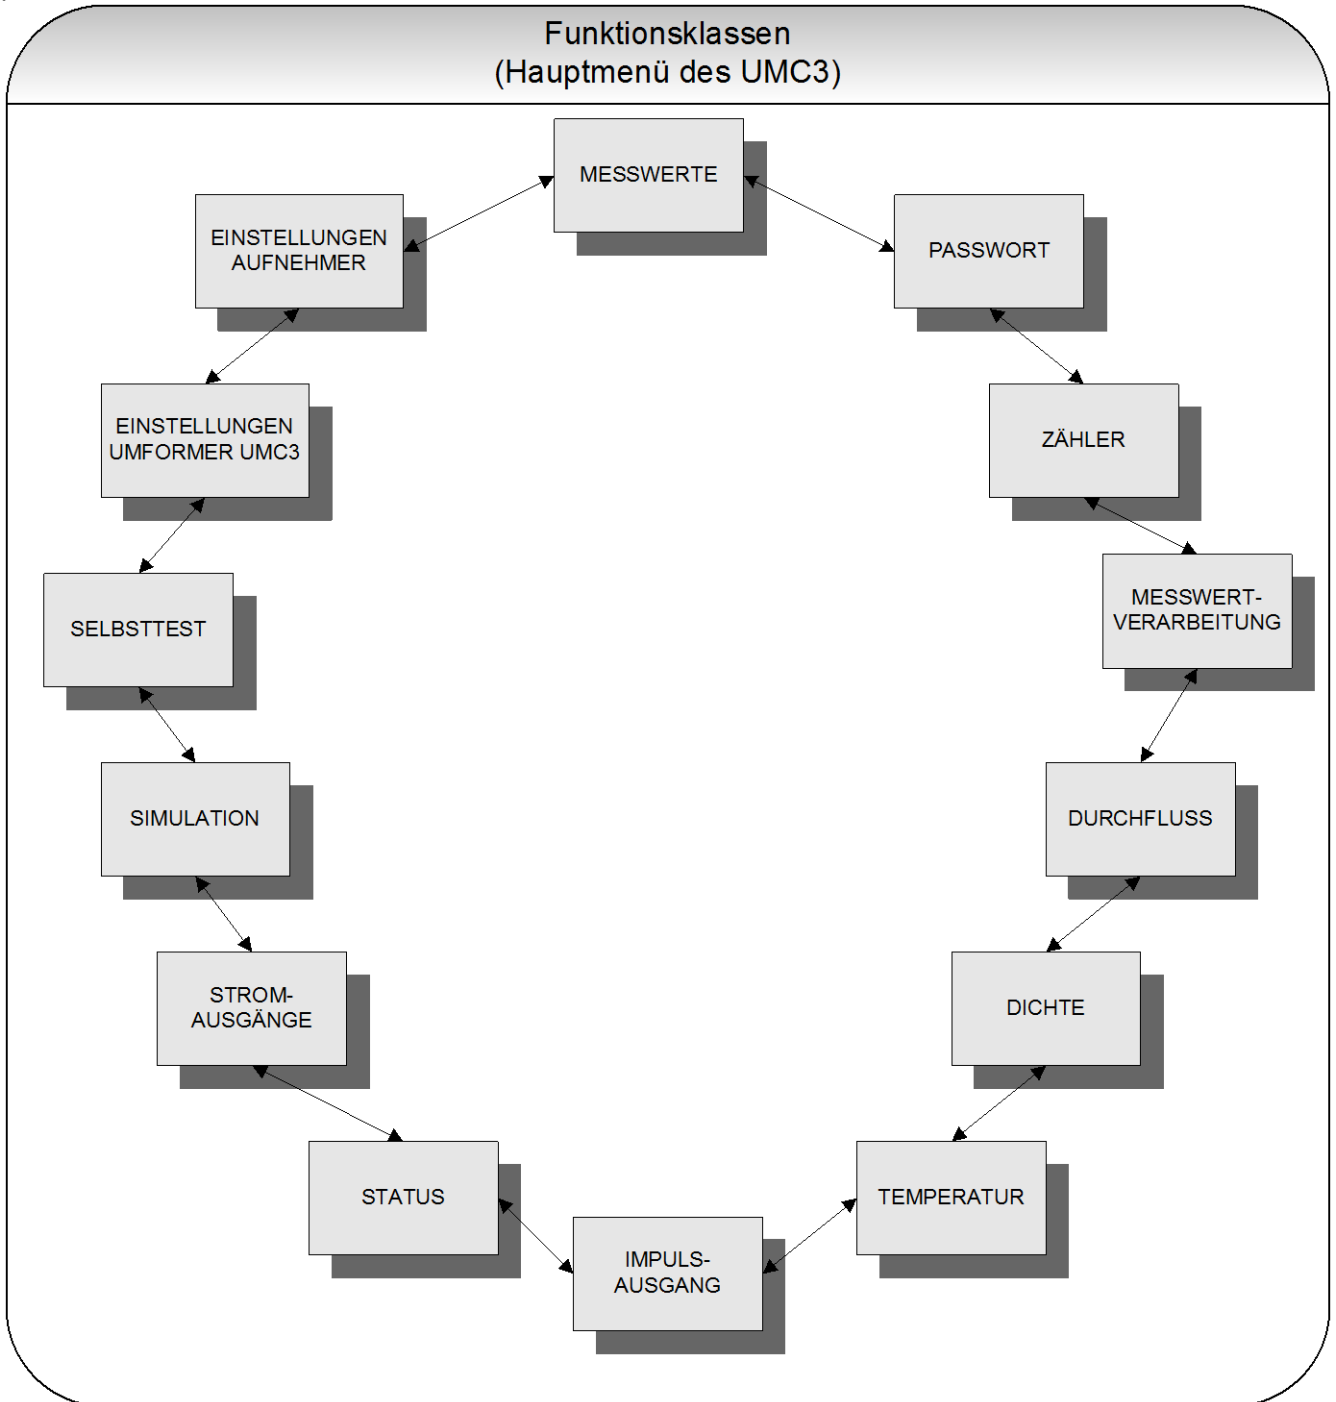 Funktionsklassen
(Hauptmenü des UMC3)
MESSWERTE
EINSTELLUNGEN
AUFNEHMER
PASSWORT
EINSTELLUNGEN
UMFORMER UMC3
ZÄHLER
MESSWERT-
VERARBEITUNG
SELBSTTEST
SIMULATION
DURCHFLUSS
STROM-
AUSGÄNGE
DICHTE
STATUS
TEMPERATUR
IMPULS-
AUSGANG